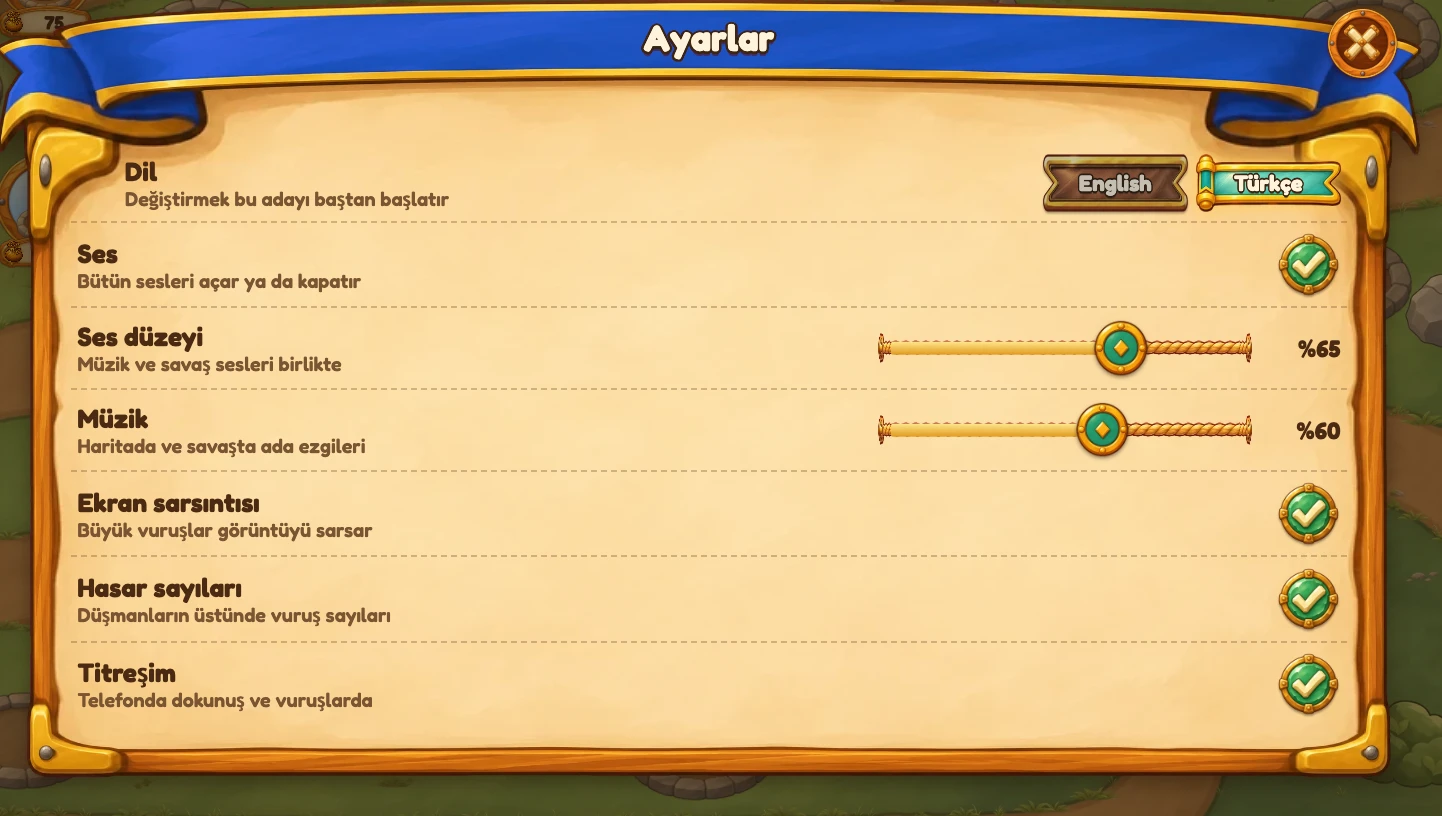 75
Ayarlar
Dil
Değiştirmek bu adayı baştan başlatır
English
Türkçe
Ses
Bütün sesleri açar ya da kapatır
Ses düzeyi
Müzik ve savaş sesleri birlikte
%65
Müzik
Haritada ve savaşta ada ezgileri
%60
Ekran sarsıntısı
Büyük vuruşlar görüntüyü sarsar
Hasar sayıları
Düşmanların üstünde vuruş sayıları
Titreşim
Telefonda dokunuş ve vuruşlarda